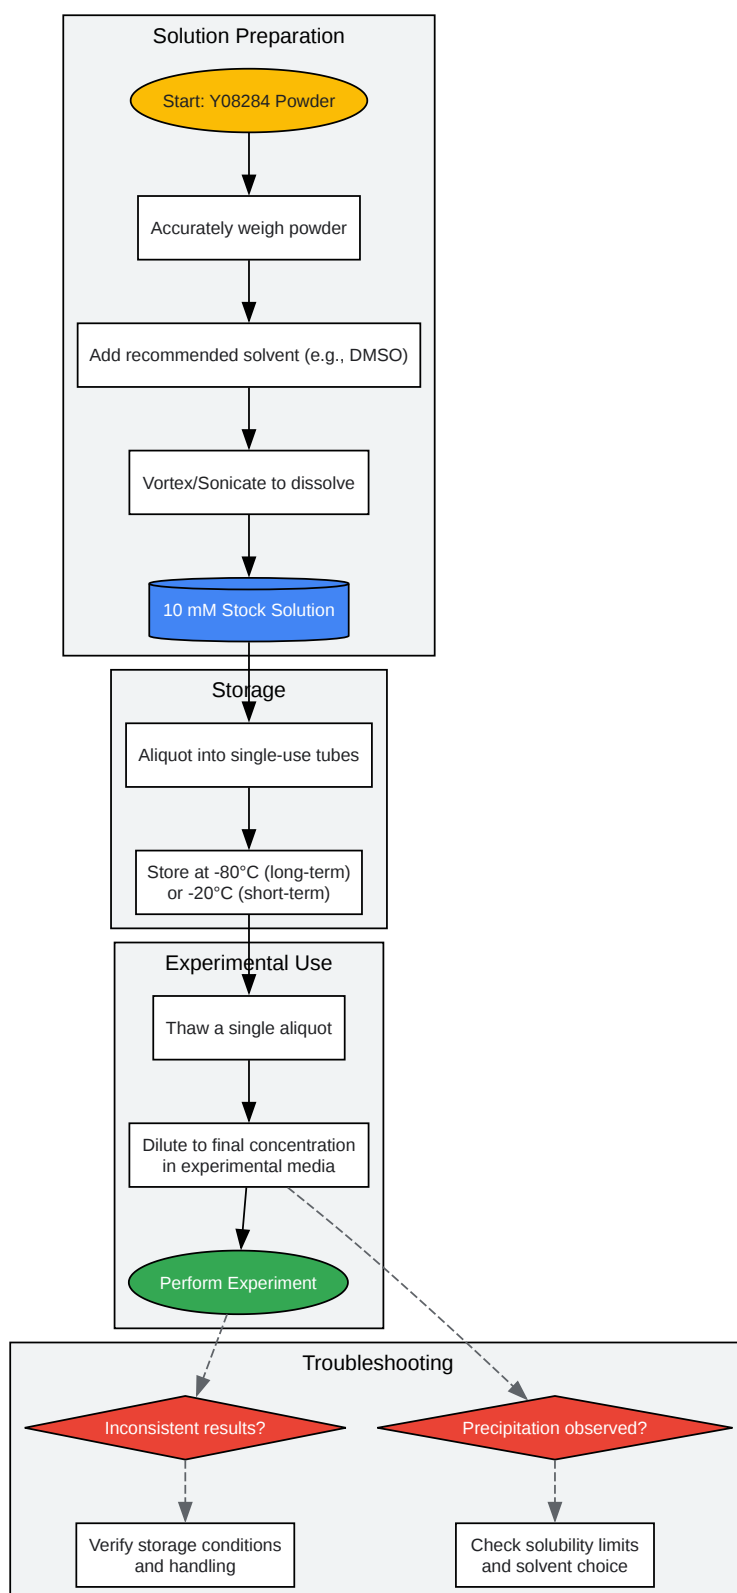 Solution Preparation
Start: Y08284 Powder
Accurately weigh powder
Add recommended solvent (e.g., DMSO)
Vortex/Sonicate to dissolve
10 mM Stock Solution
Storage
Aliquot into single-use tubes
Store at -80°C (long-term)
or -20°C (short-term)
Experimental Use
Thaw a single aliquot
Dilute to final concentration
in experimental media
Perform Experiment
Troubleshooting
Inconsistent results?
Precipitation observed?
Verify storage conditions
and handling
Check solubility limits
and solvent choice